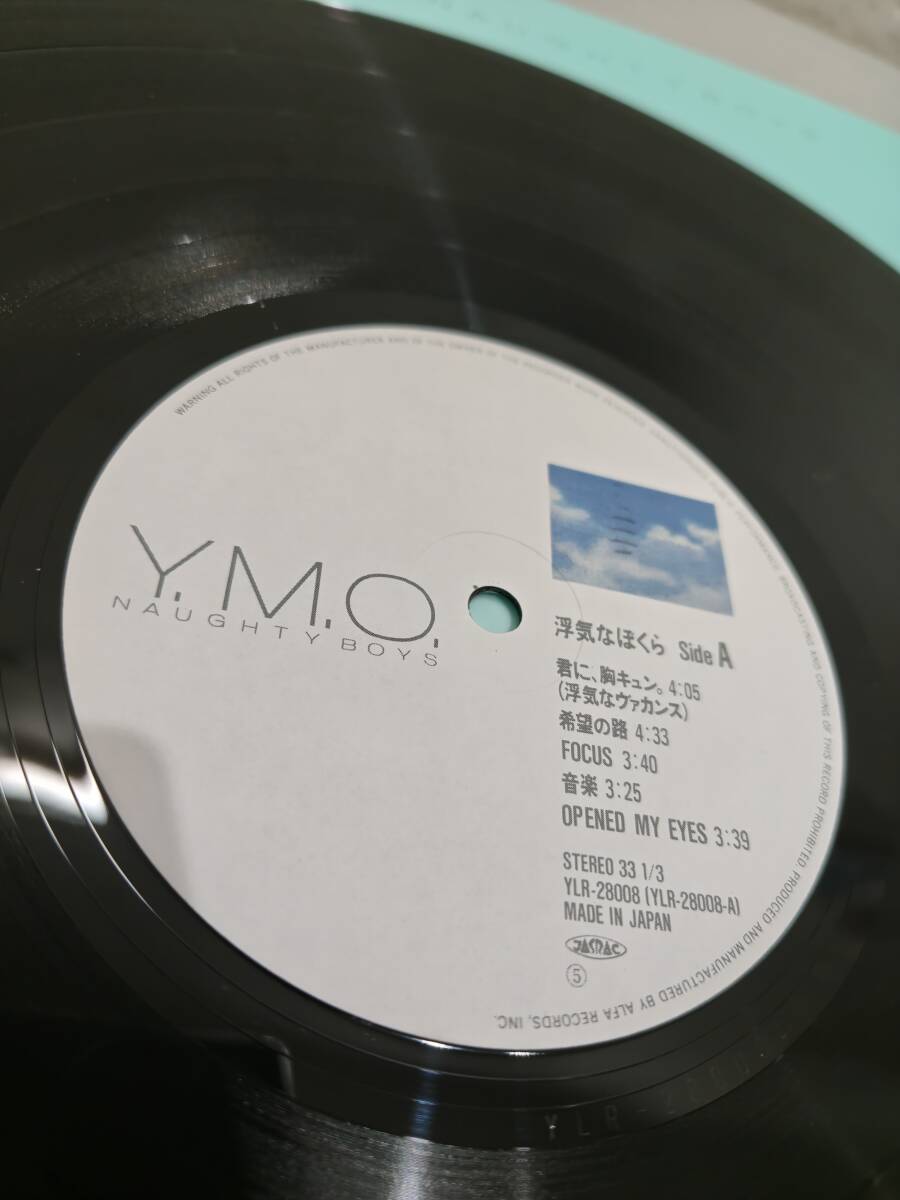 WARNING ALL RIGHTS OF THE MANUFACTURER AND OF THE OWNER OF THE RECORDED WORK RESERVED
BROADCASTING AND COPYING OF THIS RECORD PROHIBITED. PRODUCED AND MANUFACTURED BY ALFA RECORDS, INC.
Y.M.O.
NAUGHTY BOYS
浮気なぼくら Side A
君に、胸キュン。4:05
(浮気なヴァカンス)
希望の路 4:33
FOCUS 3:40
音楽 3:25
OPENED MY EYES 3:39
STEREO 33 1/3
YLR-28008 (YLR-28008-A)
MADE IN JAPAN
JASRAC
⑤
YLR